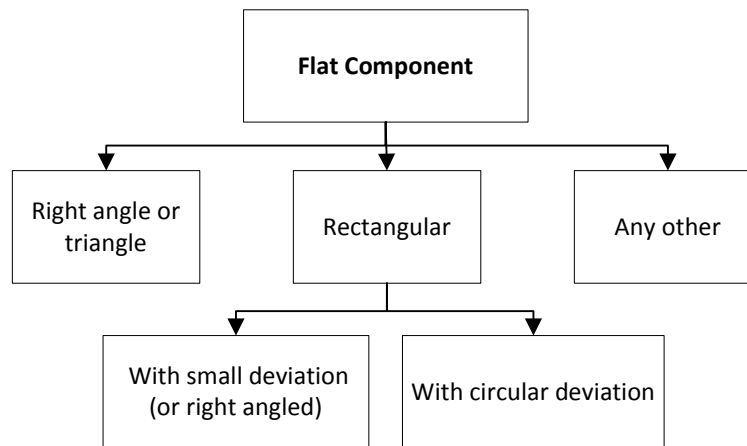 Flat Component
Right angle or
triangle
Rectangular
Any other
With small deviation
(or right angled)
With circular deviation